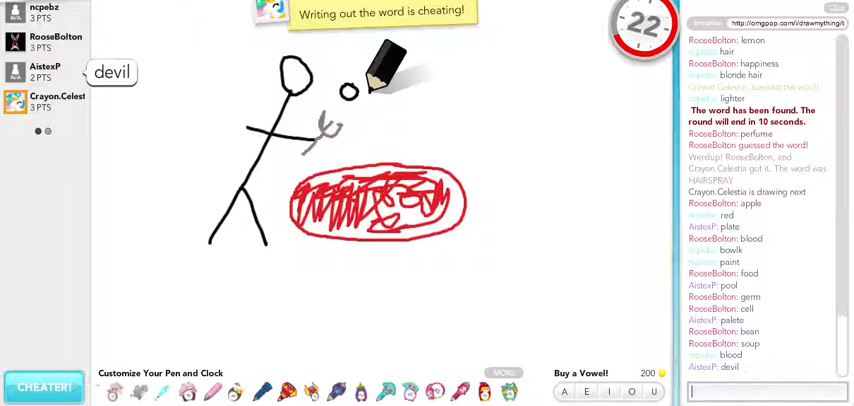 ncpebz
3 PTS
RooseBolton
3 PTS
AistexP
2 PTS
devil
Crayon.Celest
3 PTS
CHEATER!
Writing out the word is cheating!
22
Customize Your Pen and Clock
MORE
Buy a Vowel!
200
A E I O U
http://omgpop.com/l/drawmything/t
RooseBolton: lemon
ncpebz: hair
RooseBolton: happiness
ncpebz: blonde hair
Crayon.Celestia guessed the word!
ncpebz: lighter
The word has been found. The
round will end in 10 seconds.
RooseBolton: perfume
RooseBolton guessed the word!
Werdup! RooseBolton, and
Crayon.Celestia got it. The word was
HAIRSPRAY
Crayon.Celestia is drawing next
RooseBolton: apple
ncpebz: red
AistexP: plate
RooseBolton: blood
ncpebz: bowlk
ncpebz: paint
RooseBolton: food
AistexP: pool
RooseBolton: germ
RooseBolton: cell
AistexP: palete
RooseBolton: bean
RooseBolton: soup
ncpebz: blood
AistexP: devil